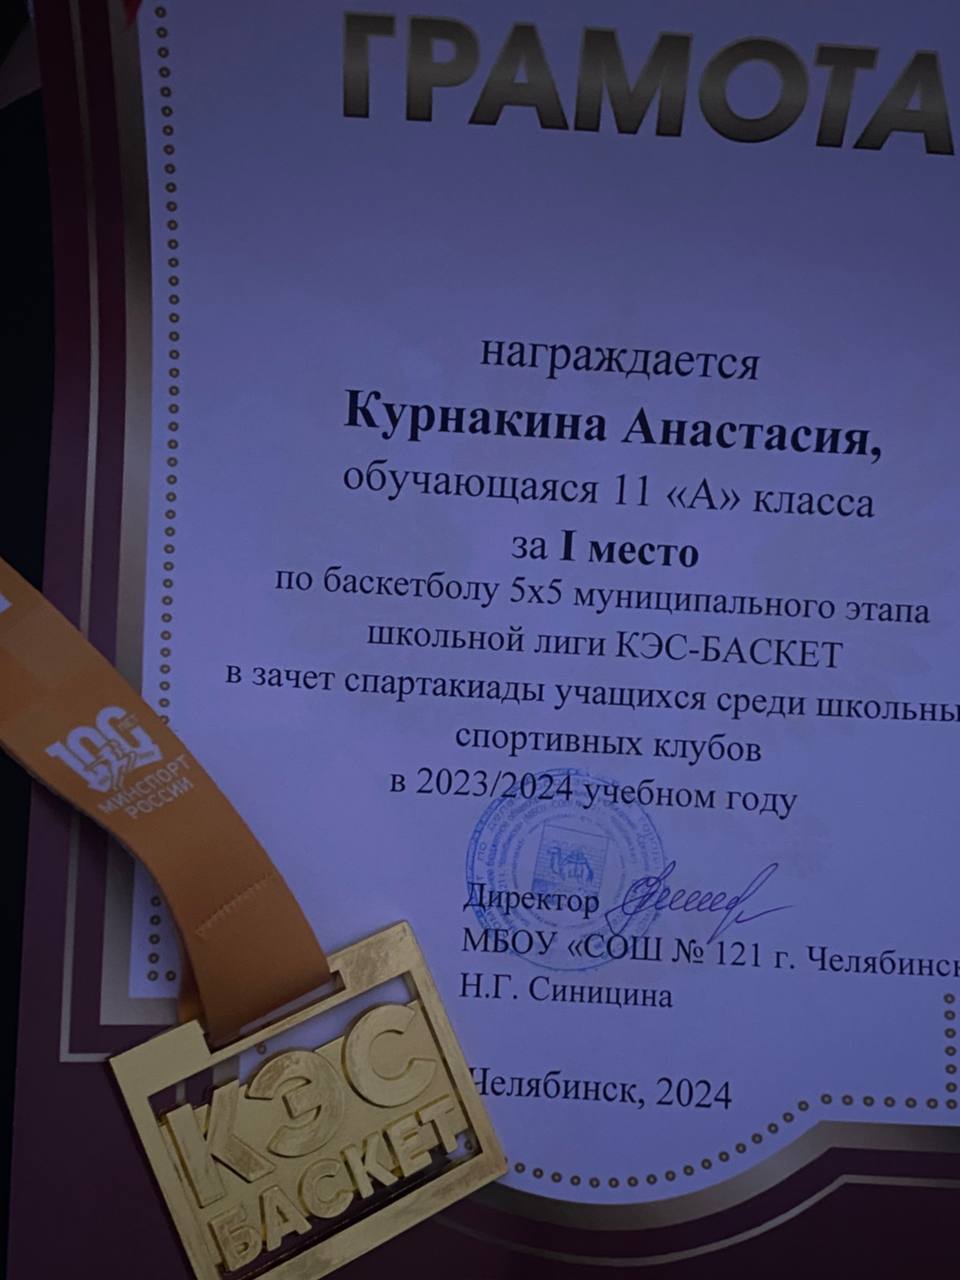 ГРАМОТА
награждается
Курнакина Анастасия,
обучающаяся 11 «А» класса
за I место
по баскетболу 5х5 муниципального этапа
школьной лиги КЭС-БАСКЕТ
в зачет спартакиады учащихся среди школьны
спортивных клубов
в 2023/2024 учебном году
Директор
МБОУ «СОШ № 121 г. Челябинск
Н.Г. Синицина
Челябинск, 2024
100 ЛЕТ
МИНСПОРТ
РОССИИ
КЭС
БАСКЕТ